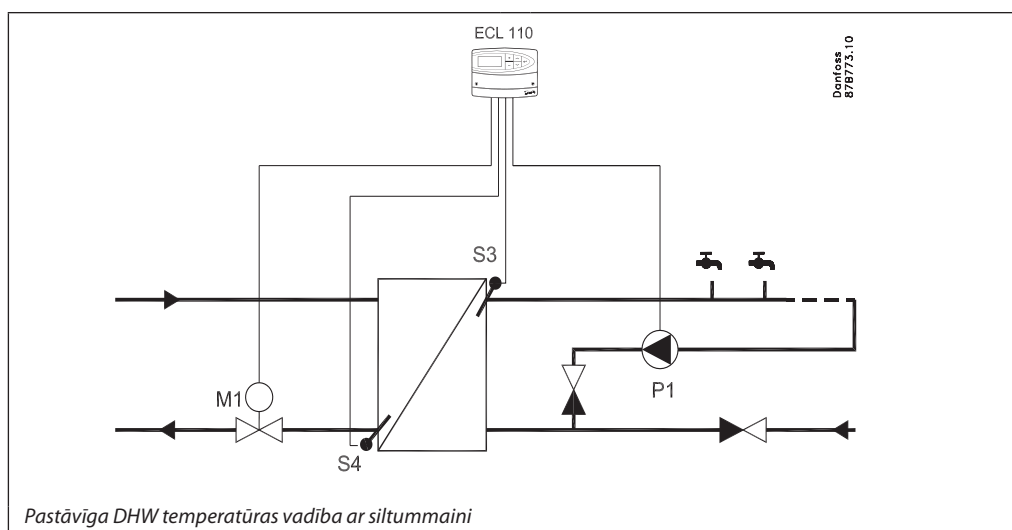 ECL 110
Danfoss
87B773.10
S3
P1
M1
S4
Pastāvīga DHW temperatūras vadība ar siltummaini